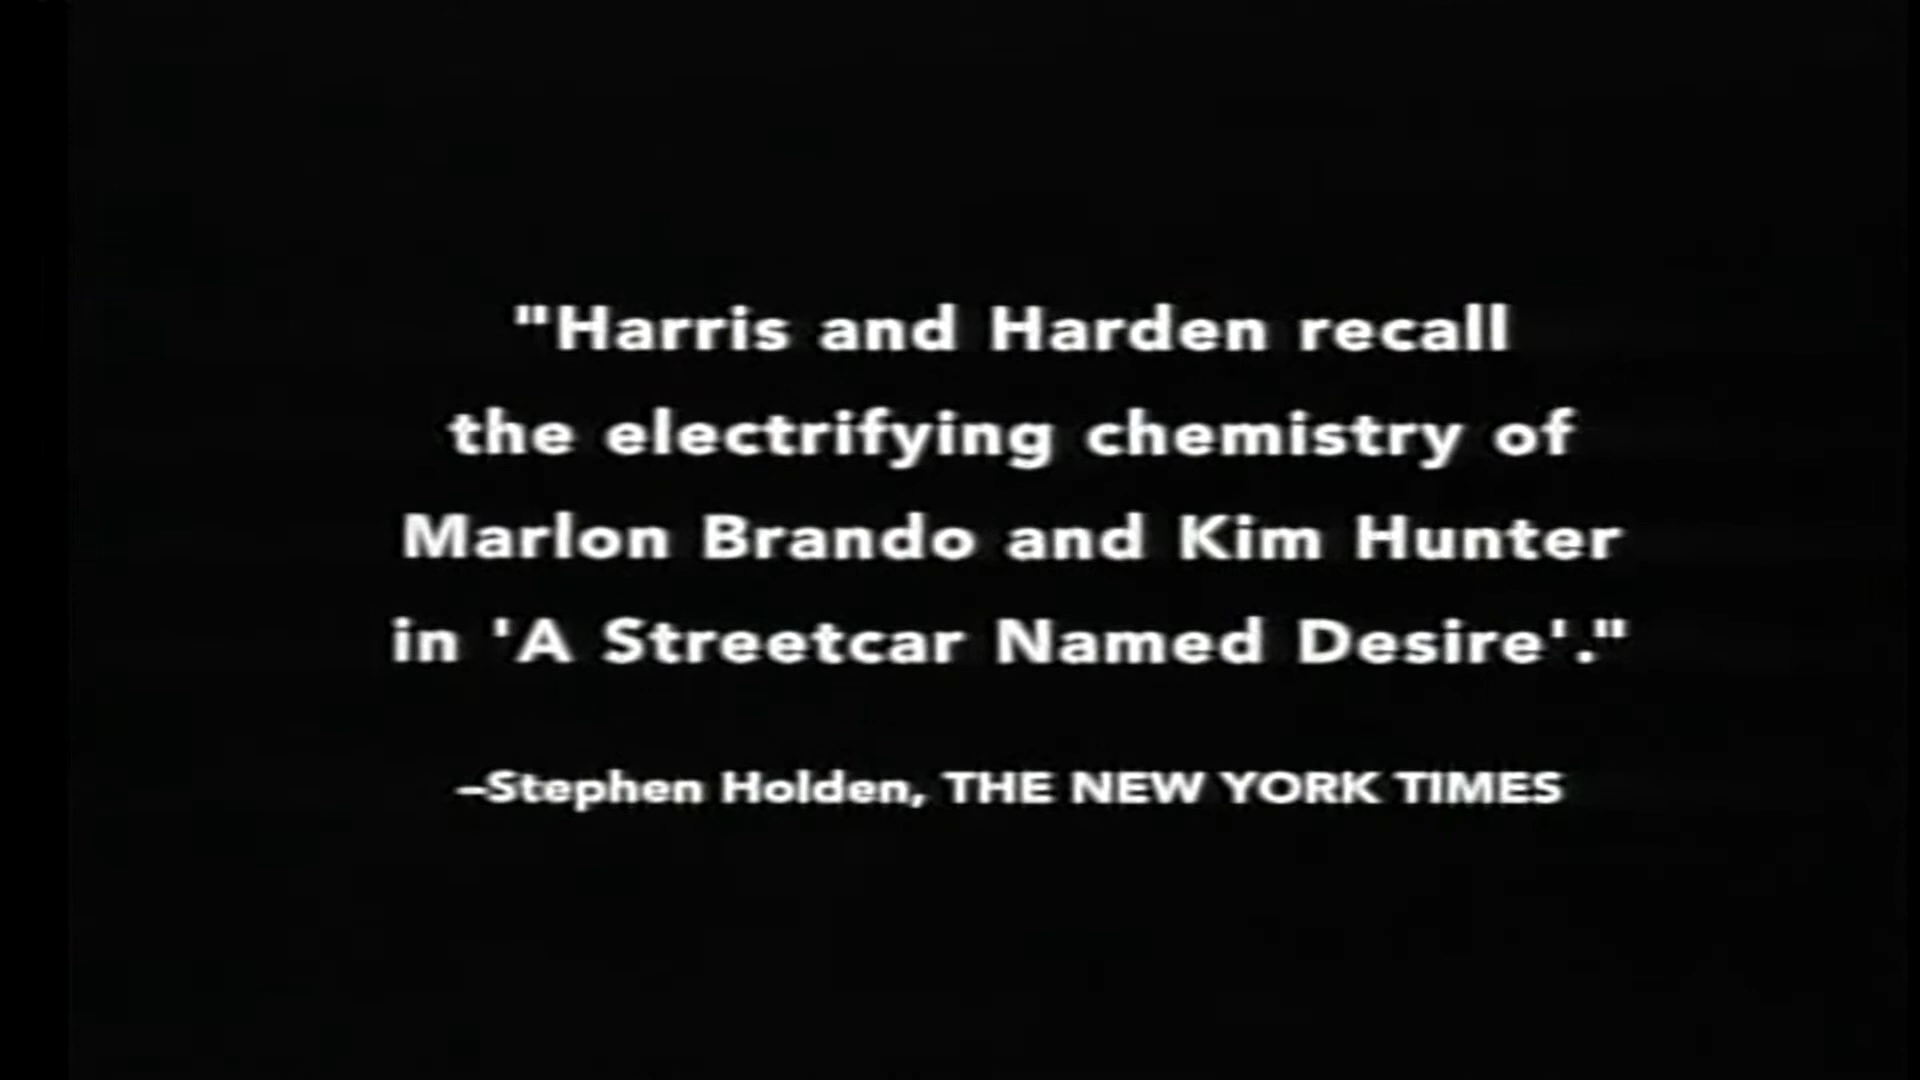 "Harris and Harden recall
the electrifying chemistry of
Marlon Brando and Kim Hunter
in 'A Streetcar Named Desire'."
–Stephen Holden, THE NEW YORK TIMES